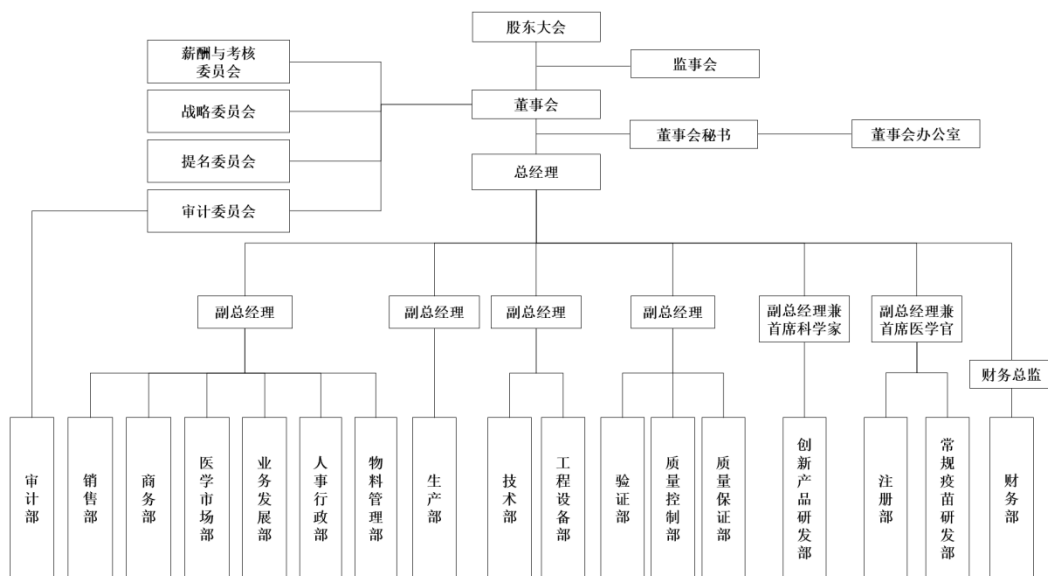 股东大会
薪酬与考核
委员会
监事会
战略委员会
董事会
董事会秘书
董事会办公室
提名委员会
总经理
审计委员会
副总经理
副总经理
副总经理
副总经理
副总经理兼
首席科学家
副总经理兼
首席医学官
财务总监
审计部
销售部
商务部
医学市场部
业务发展部
人事行政部
物料管理部
生产部
技术部
工程设备部
验证部
质量控制部
质量保证部
创新产品研发部
注册部
常规疫苗研发部
财务部